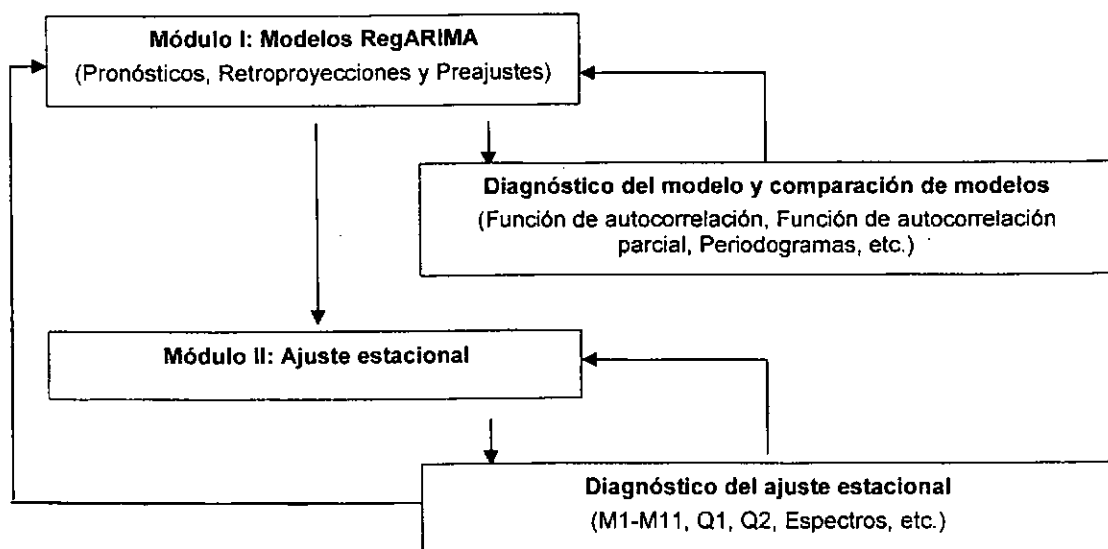 Módulo I: Modelos RegARIMA
(Pronósticos, Retroproyecciones y Preajustes)
Diagnóstico del modelo y comparación de modelos
(Función de autocorrelación, Función de autocorrelación
parcial, Periodogramas, etc.)
Módulo II: Ajuste estacional
Diagnóstico del ajuste estacional
(M1-M11, Q1, Q2, Espectros, etc.)